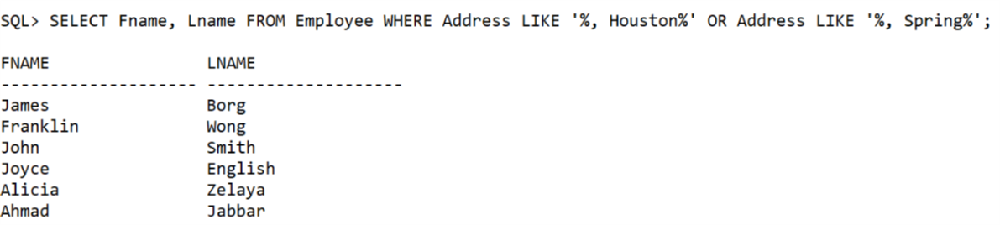 SQL> SELECT Fname, Lname FROM Employee WHERE Address LIKE '%, Houston%' OR Address LIKE '%, Spring%';
FNAME LNAME
-------------------- --------------------
James Borg
Franklin Wong
John Smith
Joyce English
Alicia Zelaya
Ahmad Jabbar